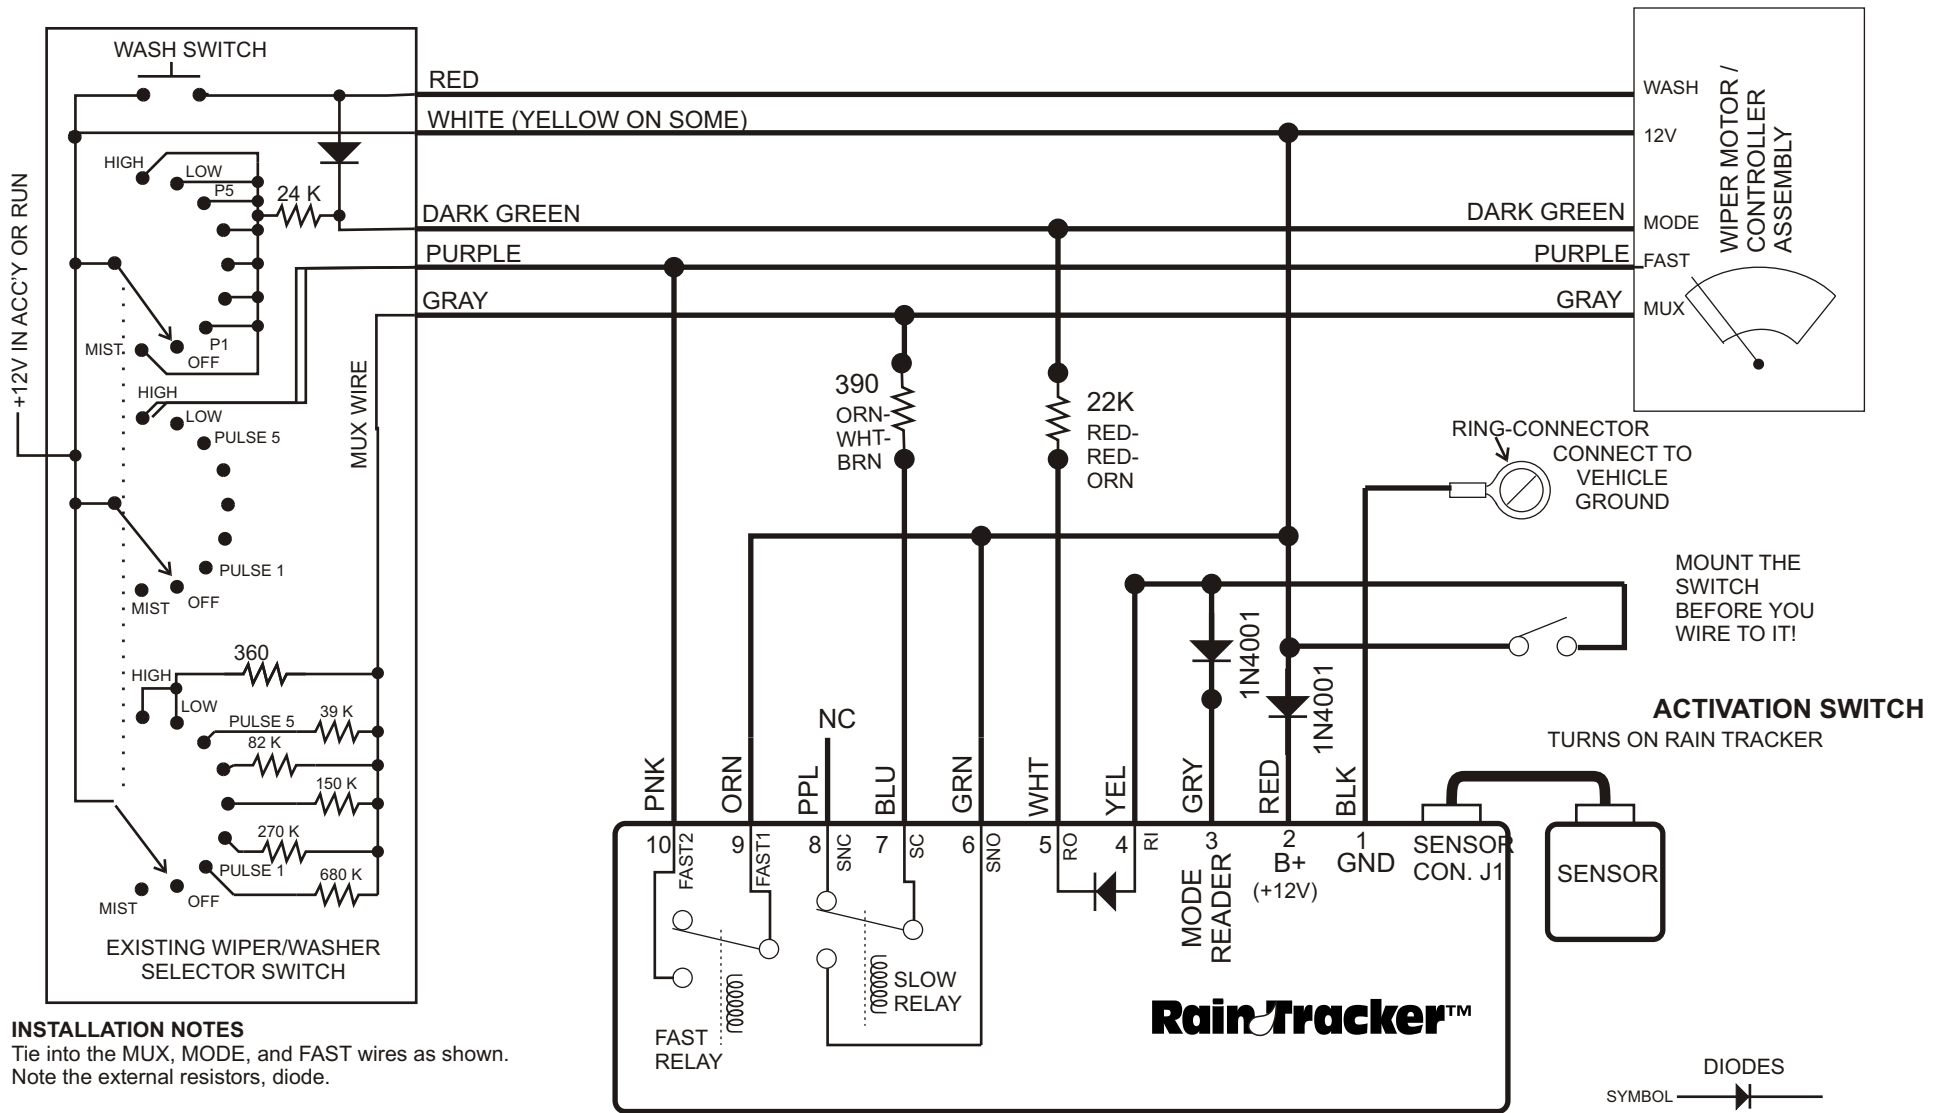 WASH SWITCH
RED
WHITE (YELLOW ON SOME)
HIGH
LOW
P5
24 K
DARK GREEN
PURPLE
GRAY
MIST
OFF
P1
+12V IN ACC'Y OR RUN
HIGH
LOW
PULSE 5
MUX WIRE
PULSE 1
MIST
OFF
360
HIGH
LOW
PULSE 5
39 K
82 K
150 K
270 K
PULSE 1
680 K
MIST
OFF
EXISTING WIPER/WASHER
SELECTOR SWITCH
INSTALLATION NOTES
Tie into the MUX, MODE, and FAST wires as shown.
Note the external resistors, diode.
DARK GREEN
PURPLE
GRAY
WASH
12V
MODE
FAST
MUX
WIPER MOTOR /
CONTROLLER
ASSEMBLY
390
ORN-
WHT-
BRN
22K
RED-
RED-
ORN
RING-CONNECTOR
CONNECT TO
VEHICLE
GROUND
MOUNT THE
SWITCH
BEFORE YOU
WIRE TO IT!
1N4001
1N4001
ACTIVATION SWITCH
TURNS ON RAIN TRACKER
NC
PNK
ORN
PPL
BLU
GRN
WHT
YEL
GRY
RED
BLK
10
9
8
7
6
5
4
3
2
1
FAST2
FAST1
SNC
SC
SNO
RO
RI
MODE
READER
B+
(+12V)
GND
SENSOR
CON. J1
SENSOR
FAST
RELAY
SLOW
RELAY
RainTracker™
DIODES
SYMBOL